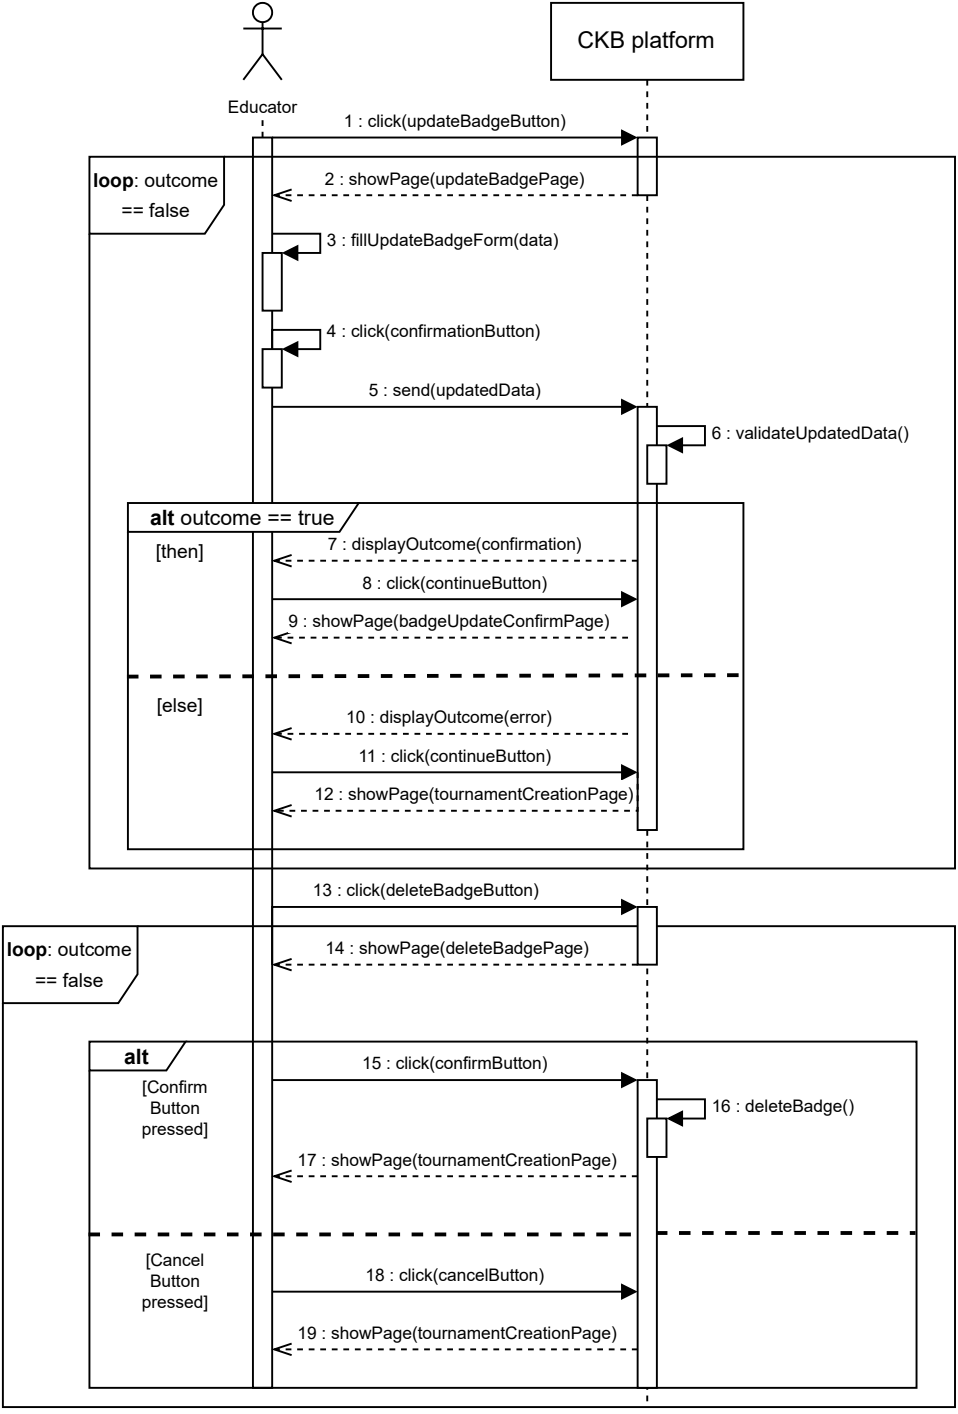 CKB platform
Educator
1 : click(updateBadgeButton)
loop: outcome
== false
2 : showPage(updateBadgePage)
3 : fillUpdateBadgeForm(data)
4 : click(confirmationButton)
5 : send(updatedData)
6 : validateUpdatedData()
alt outcome == true
[then]
7 : displayOutcome(confirmation)
8 : click(continueButton)
9 : showPage(badgeUpdateConfirmPage)
[else]
10 : displayOutcome(error)
11 : click(continueButton)
12 : showPage(tournamentCreationPage)
13 : click(deleteBadgeButton)
loop: outcome
== false
14 : showPage(deleteBadgePage)
alt
15 : click(confirmButton)
[Confirm
Button
pressed]
16 : deleteBadge()
17 : showPage(tournamentCreationPage)
[Cancel
Button
pressed]
18 : click(cancelButton)
19 : showPage(tournamentCreationPage)